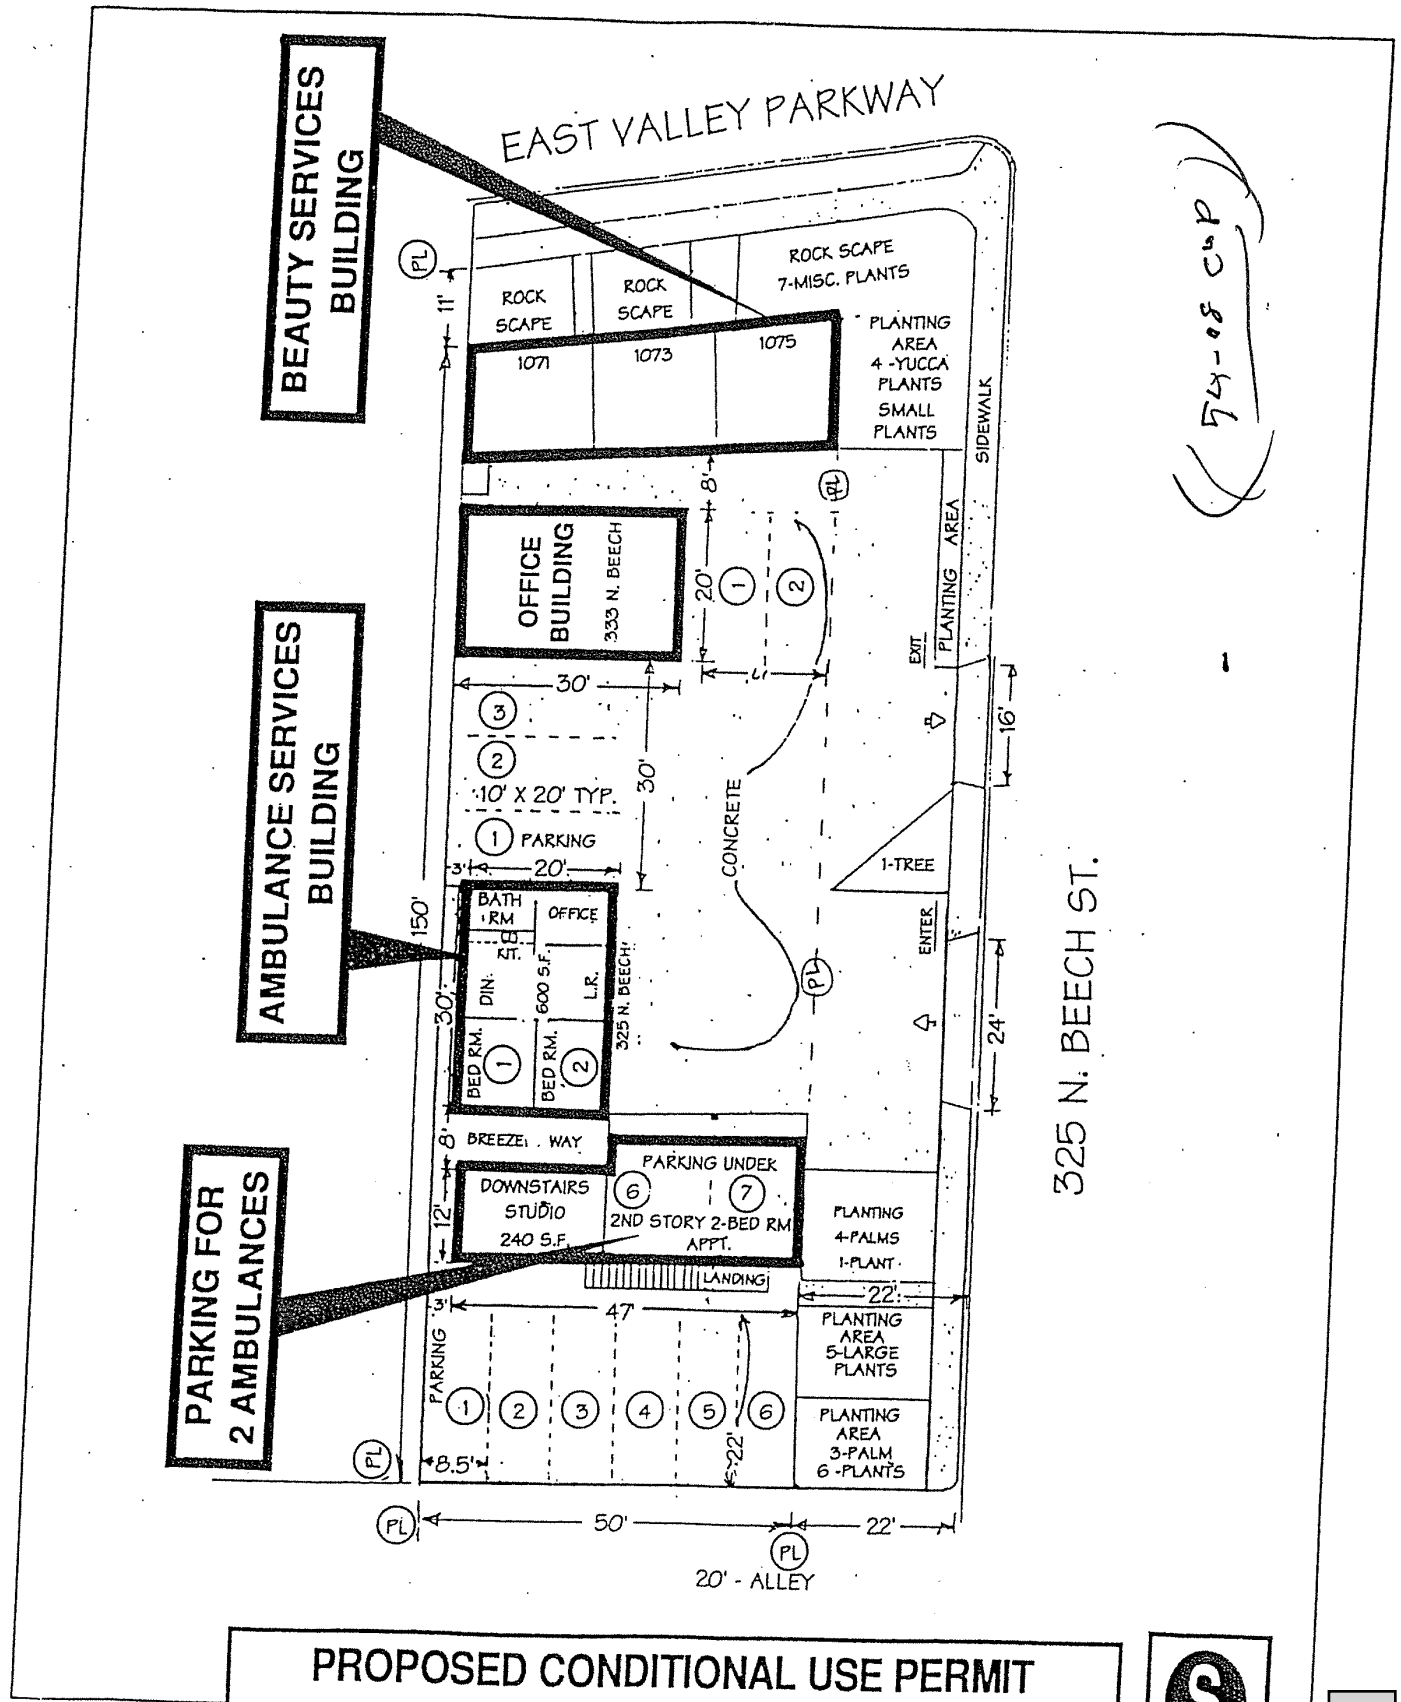 EAST VALLEY PARKWAY
BEAUTY SERVICES
BUILDING
PL
11'
ROCK
SCAPE
ROCK
SCAPE
ROCK SCAPE
7-MISC. PLANTS
1071
1073
1075
PLANTING
AREA
4 -YUCCA
PLANTS
SMALL
PLANTS
SIDEWALK
94-08 CUP
8'
PL
OFFICE
BUILDING
333 N. BEECH
20'
1
2
PLANTING AREA
EXIT
30'
17'
16'
3
2
10' X 20' TYP.
1 PARKING
30'
CONCRETE
3'
20'
1-TREE
AMBULANCE SERVICES
BUILDING
150'
BATH
RM
OFFICE
KIT.
DIN.
600 S.F.
L.R.
325 N. BEECH
30'
BED RM.
1
BED RM.
2
ENTER
PL
24'
325 N. BEECH ST.
8'
BREEZE WAY
PARKING UNDER
6
7
2ND STORY 2-BED RM
APPT.
DOWNSTAIRS
STUDIO
240 S.F.
12'
PLANTING
4-PALMS
1-PLANT
PARKING FOR
2 AMBULANCES
LANDING
22'
3'
47'
PLANTING
AREA
5-LARGE
PLANTS
PARKING
1
2
3
4
5
6
8.5'
22'
PLANTING
AREA
3-PALM
6 -PLANTS
PL
PL
50'
22'
PL
20' - ALLEY
PROPOSED CONDITIONAL USE PERMIT
S